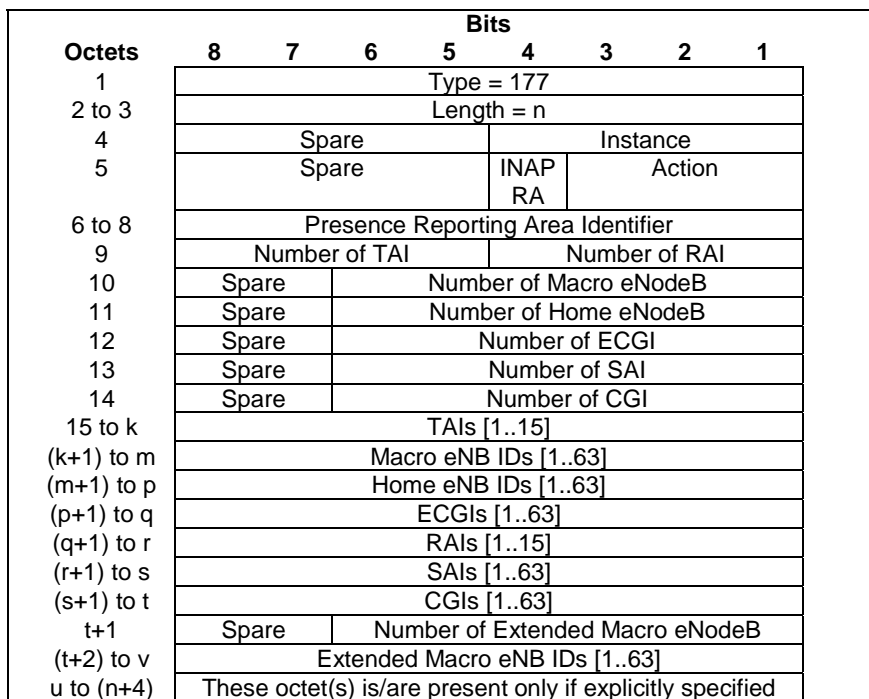 Bits
Octets 8 7 6 5 4 3 2 1
1 Type = 177
2 to 3 Length = n
4 Spare Instance
5 Spare INAP Action
RA
6 to 8 Presence Reporting Area Identifier
9 Number of TAI Number of RAI
10 Spare Number of Macro eNodeB
11 Spare Number of Home eNodeB
12 Spare Number of ECGI
13 Spare Number of SAI
14 Spare Number of CGI
15 to k TAIs [1..15]
(k+1) to m Macro eNB IDs [1..63]
(m+1) to p Home eNB IDs [1..63]
(p+1) to q ECGIs [1..63]
(q+1) to r RAIs [1..15]
(r+1) to s SAIs [1..63]
(s+1) to t CGIs [1..63]
t+1 Spare Number of Extended Macro eNodeB
(t+2) to v Extended Macro eNB IDs [1..63]
u to (n+4) These octet(s) is/are present only if explicitly specified